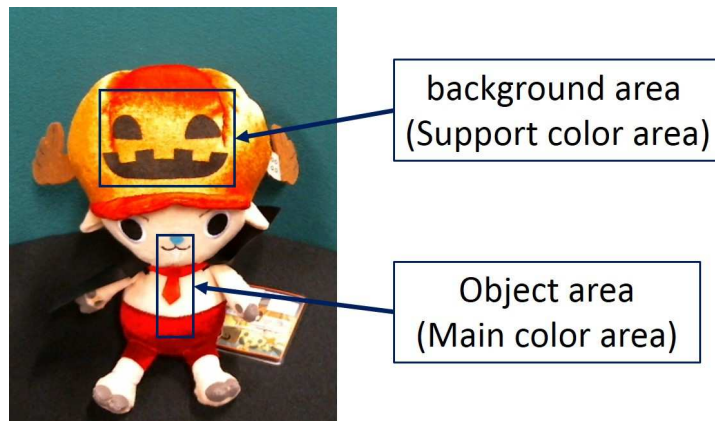 background area
(Support color area)
Object area
(Main color area)